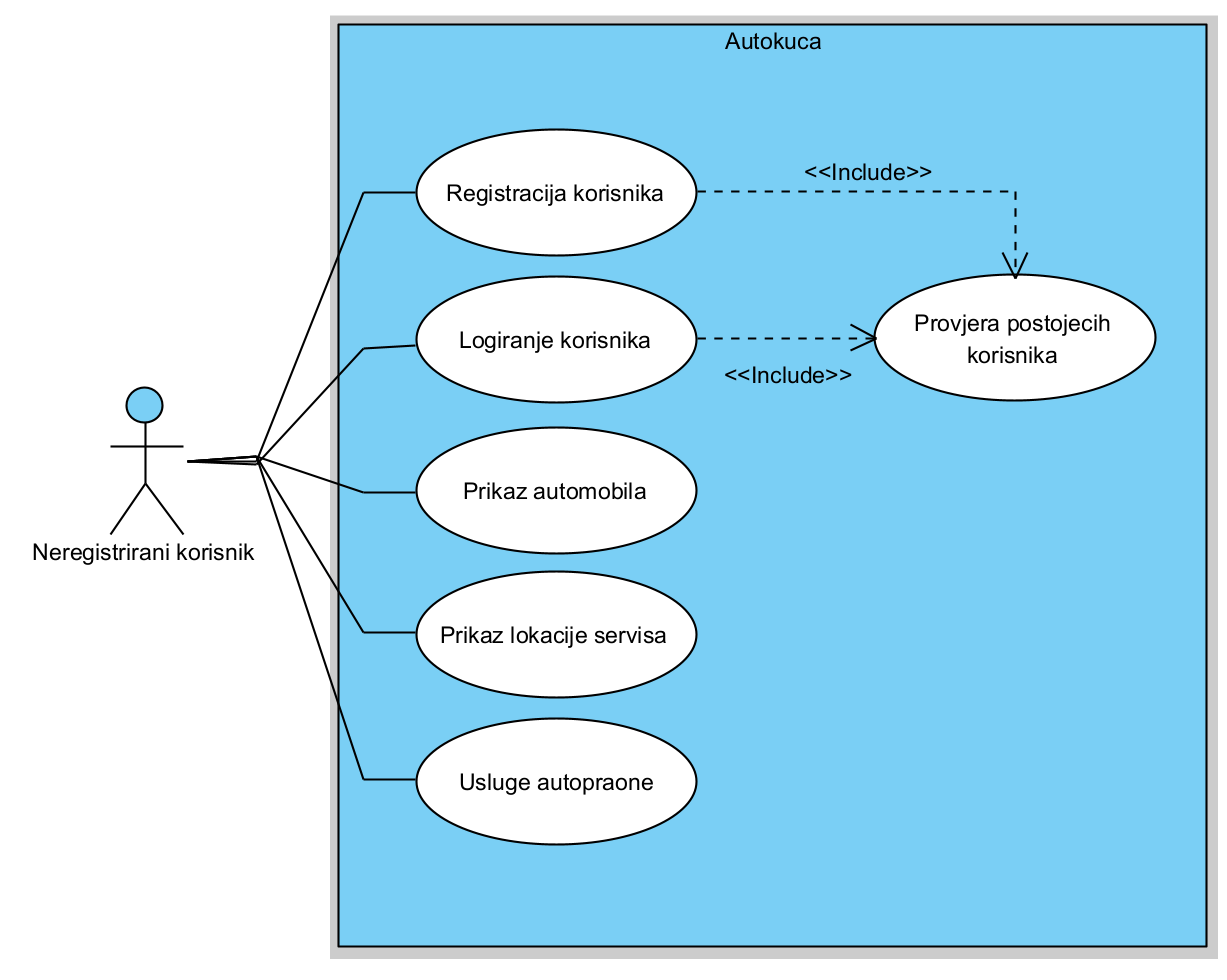 Autokuca
Registracija korisnika
<<Include>>
Logiranje korisnika
<<Include>>
Provjera postojecih
korisnika
Prikaz automobila
Neregistrirani korisnik
Prikaz lokacije servisa
Usluge autopraone